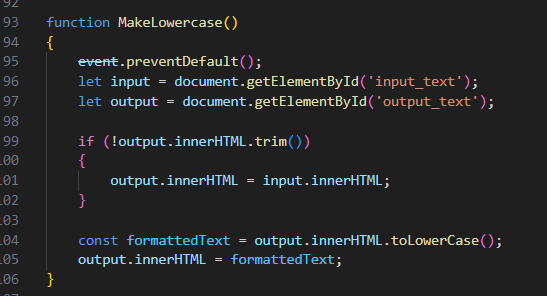 92
93 function MakeLowercase()
94 {
95     event.preventDefault();
96     let input = document.getElementById('input_text');
97     let output = document.getElementById('output_text');
98
99     if (!output.innerHTML.trim())
100     {
101         output.innerHTML = input.innerHTML;
102     }
103
104     const formattedText = output.innerHTML.toLowerCase();
105     output.innerHTML = formattedText;
106 }